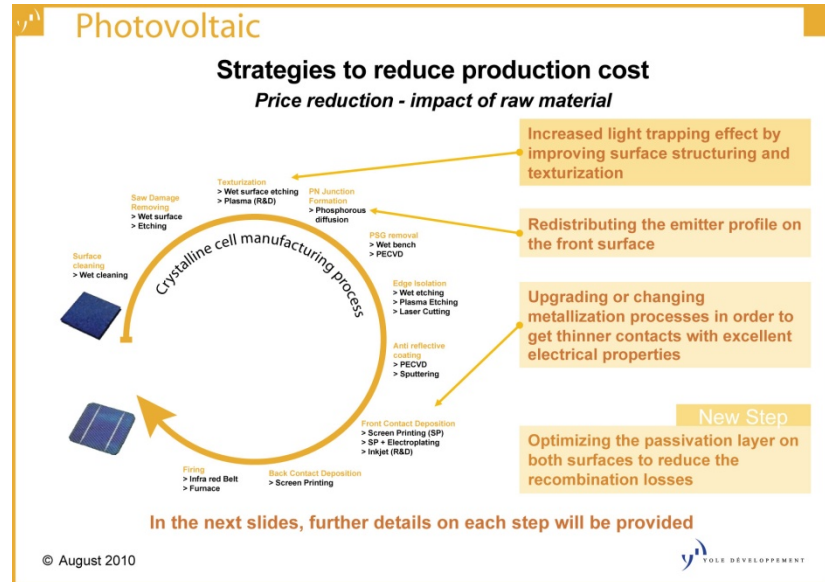 Photovoltaic
Strategies to reduce production cost
Price reduction - impact of raw material
Crystalline cell manufacturing process
Surface
cleaning
> Wet cleaning
Saw Damage
Removing
> Wet surface
> Etching
Texturization
> Wet surface etching
> Plasma (R&D)
PN Junction
Formation
> Phosphorous
diffusion
PSG removal
> Wet bench
> PECVD
Edge Isolation
> Wet etching
> Plasma Etching
> Laser Cutting
Anti reflective
coating
> PECVD
> Sputtering
Front Contact Deposition
> Screen Printing (SP)
> SP + Electroplating
> Inkjet (R&D)
Back Contact Deposition
> Screen Printing
Firing
> Infra red Belt
> Furnace
Increased light trapping effect by
improving surface structuring and
texturization
Redistributing the emitter profile on
the front surface
Upgrading or changing
metallization processes in order to
get thinner contacts with excellent
electrical properties
New Step
Optimizing the passivation layer on
both surfaces to reduce the
recombination losses
In the next slides, further details on each step will be provided
© August 2010
YOLE DÉVELOPPEMENT